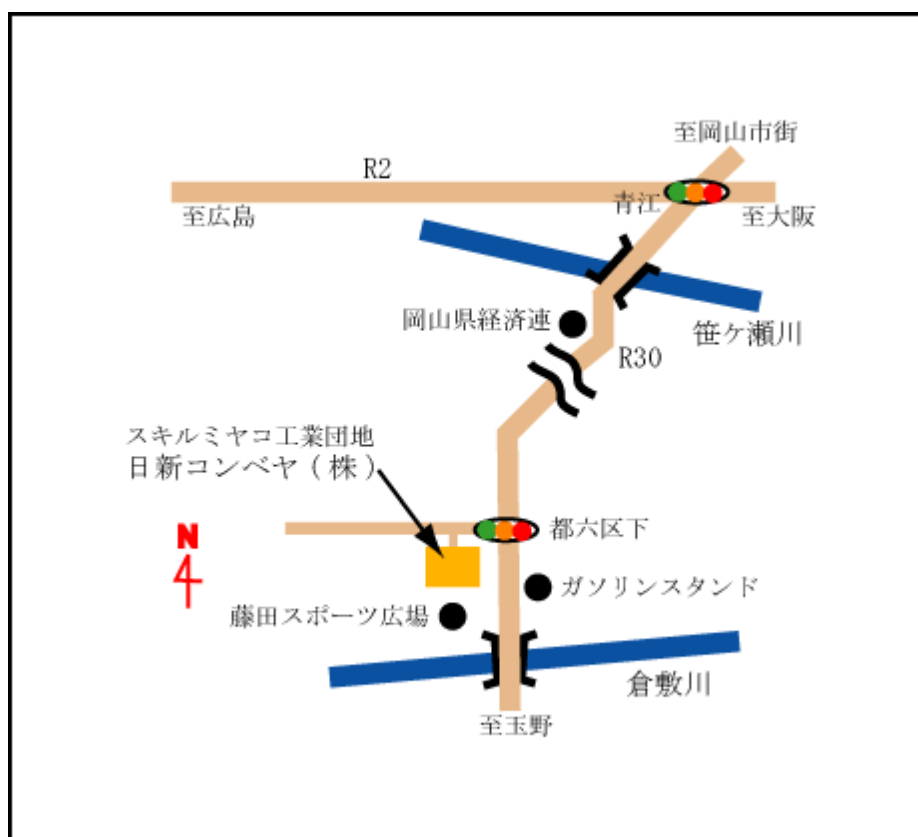 至岡山市街
R2
青江
至広島
至大阪
岡山県経済連
笹ケ瀬川
R30
スキルミヤコ工業団地
日新コンベヤ(株)
N
都六区下
ガソリンスタンド
藤田スポーツ広場
倉敷川
至玉野